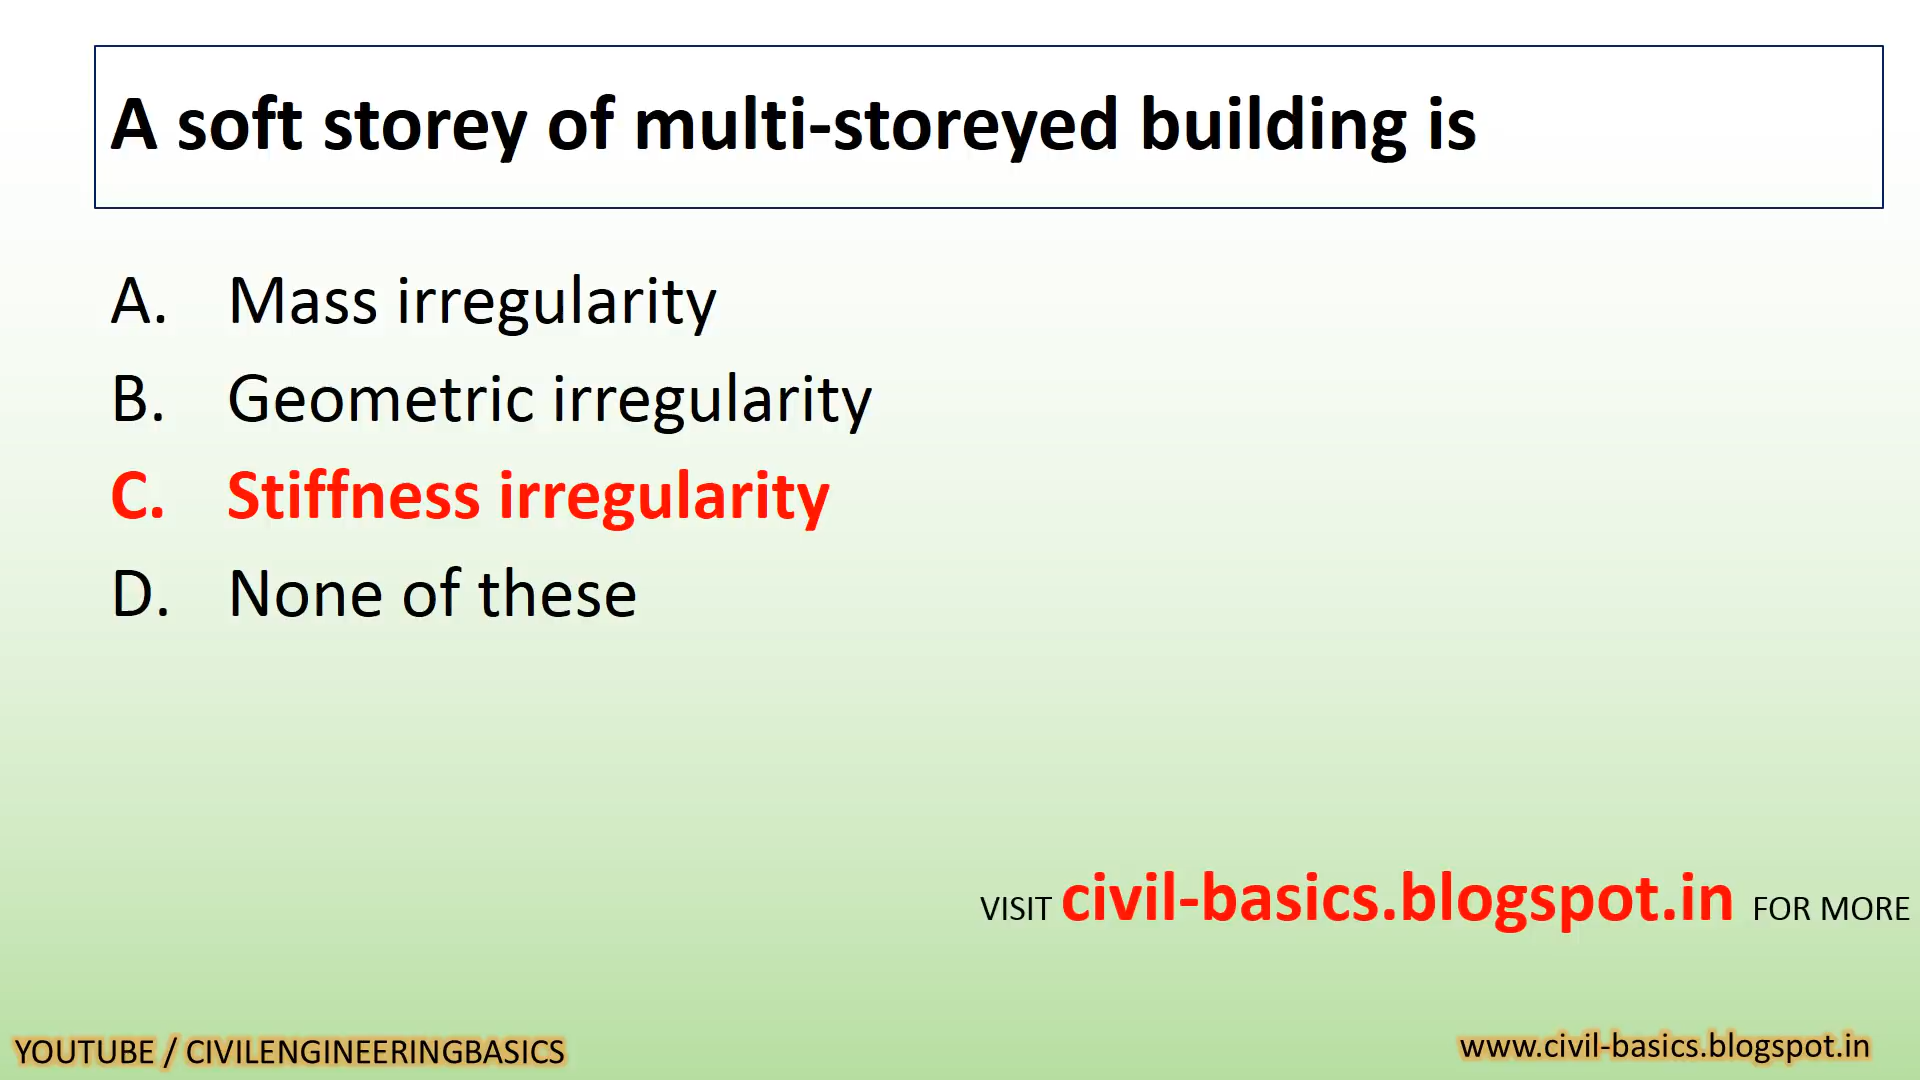 A soft storey of multi-storeyed building is
A. Mass irregularity
B. Geometric irregularity
C. Stiffness irregularity
D. None of these
VISIT civil-basics.blogspot.in FOR MORE
YOUTUBE / CIVILENGINEERINGBASICS
www.civil-basics.blogspot.in